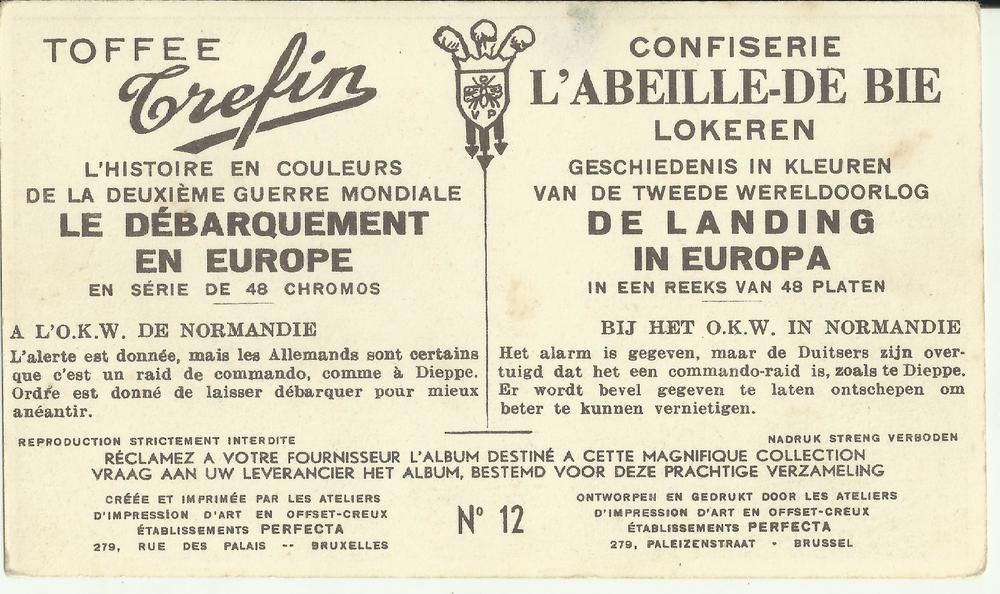 TOFFEE
Trefin
L'HISTOIRE EN COULEURS
DE LA DEUXIÈME GUERRE MONDIALE
LE DÉBARQUEMENT
EN EUROPE
EN SÉRIE DE 48 CHROMOS
A L'O.K.W. DE NORMANDIE
L'alerte est donnée, mais les Allemands sont certains
que c'est un raid de commando, comme à Dieppe.
Ordre est donné de laisser débarquer pour mieux
anéantir.
V P
CONFISERIE
L'ABEILLE-DE BIE
LOKEREN
GESCHIEDENIS IN KLEUREN
VAN DE TWEEDE WERELDOORLOG
DE LANDING
IN EUROPA
IN EEN REEKS VAN 48 PLATEN
BIJ HET O.K.W. IN NORMANDIE
Het alarm is gegeven, maar de Duitsers zijn over-
tuigd dat het een commando-raid is, zoals te Dieppe.
Er wordt bevel gegeven te laten ontschepen om
beter te kunnen vernietigen.
REPRODUCTION STRICTEMENT INTERDITE
NADRUK STRENG VERBODEN
RÉCLAMEZ A VOTRE FOURNISSEUR L'ALBUM DESTINÉ A CETTE MAGNIFIQUE COLLECTION
VRAAG AAN UW LEVERANCIER HET ALBUM, BESTEMD VOOR DEZE PRACHTIGE VERZAMELING
CRÉÉE ET IMPRIMÉE PAR LES ATELIERS
D'IMPRESSION D'ART EN OFFSET-CREUX
ÉTABLISSEMENTS PERFECTA
279, RUE DES PALAIS -- BRUXELLES
Nº 12
ONTWORPEN EN GEDRUKT DOOR LES ATELIERS
D'IMPRESSION D'ART EN OFFSET-CREUX
ÉTABLISSEMENTS PERFECTA
279, PALEIZENSTRAAT - BRUSSEL